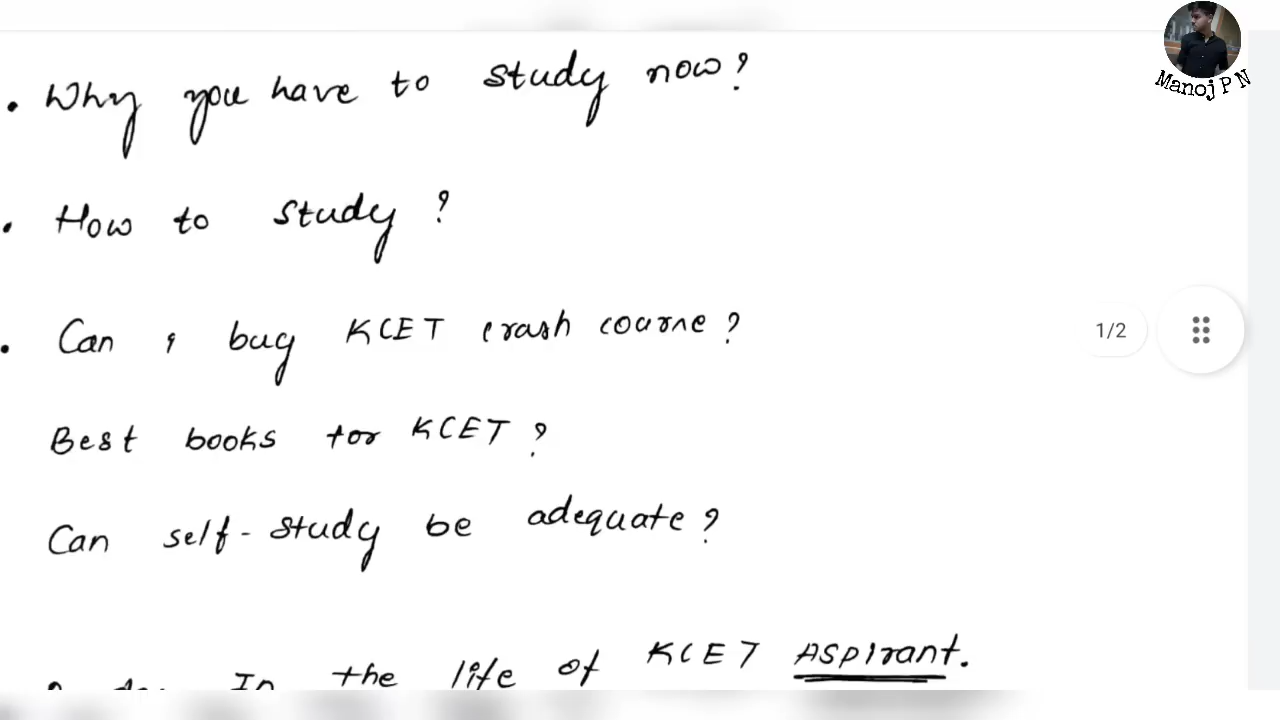 • Why you have to study now?
• How to study?
• Can i buy KCET crash course?
1/2
Best books for KCET?
Can self-study be adequate?
In the life of KCET ASPIrant.
Manoj P N